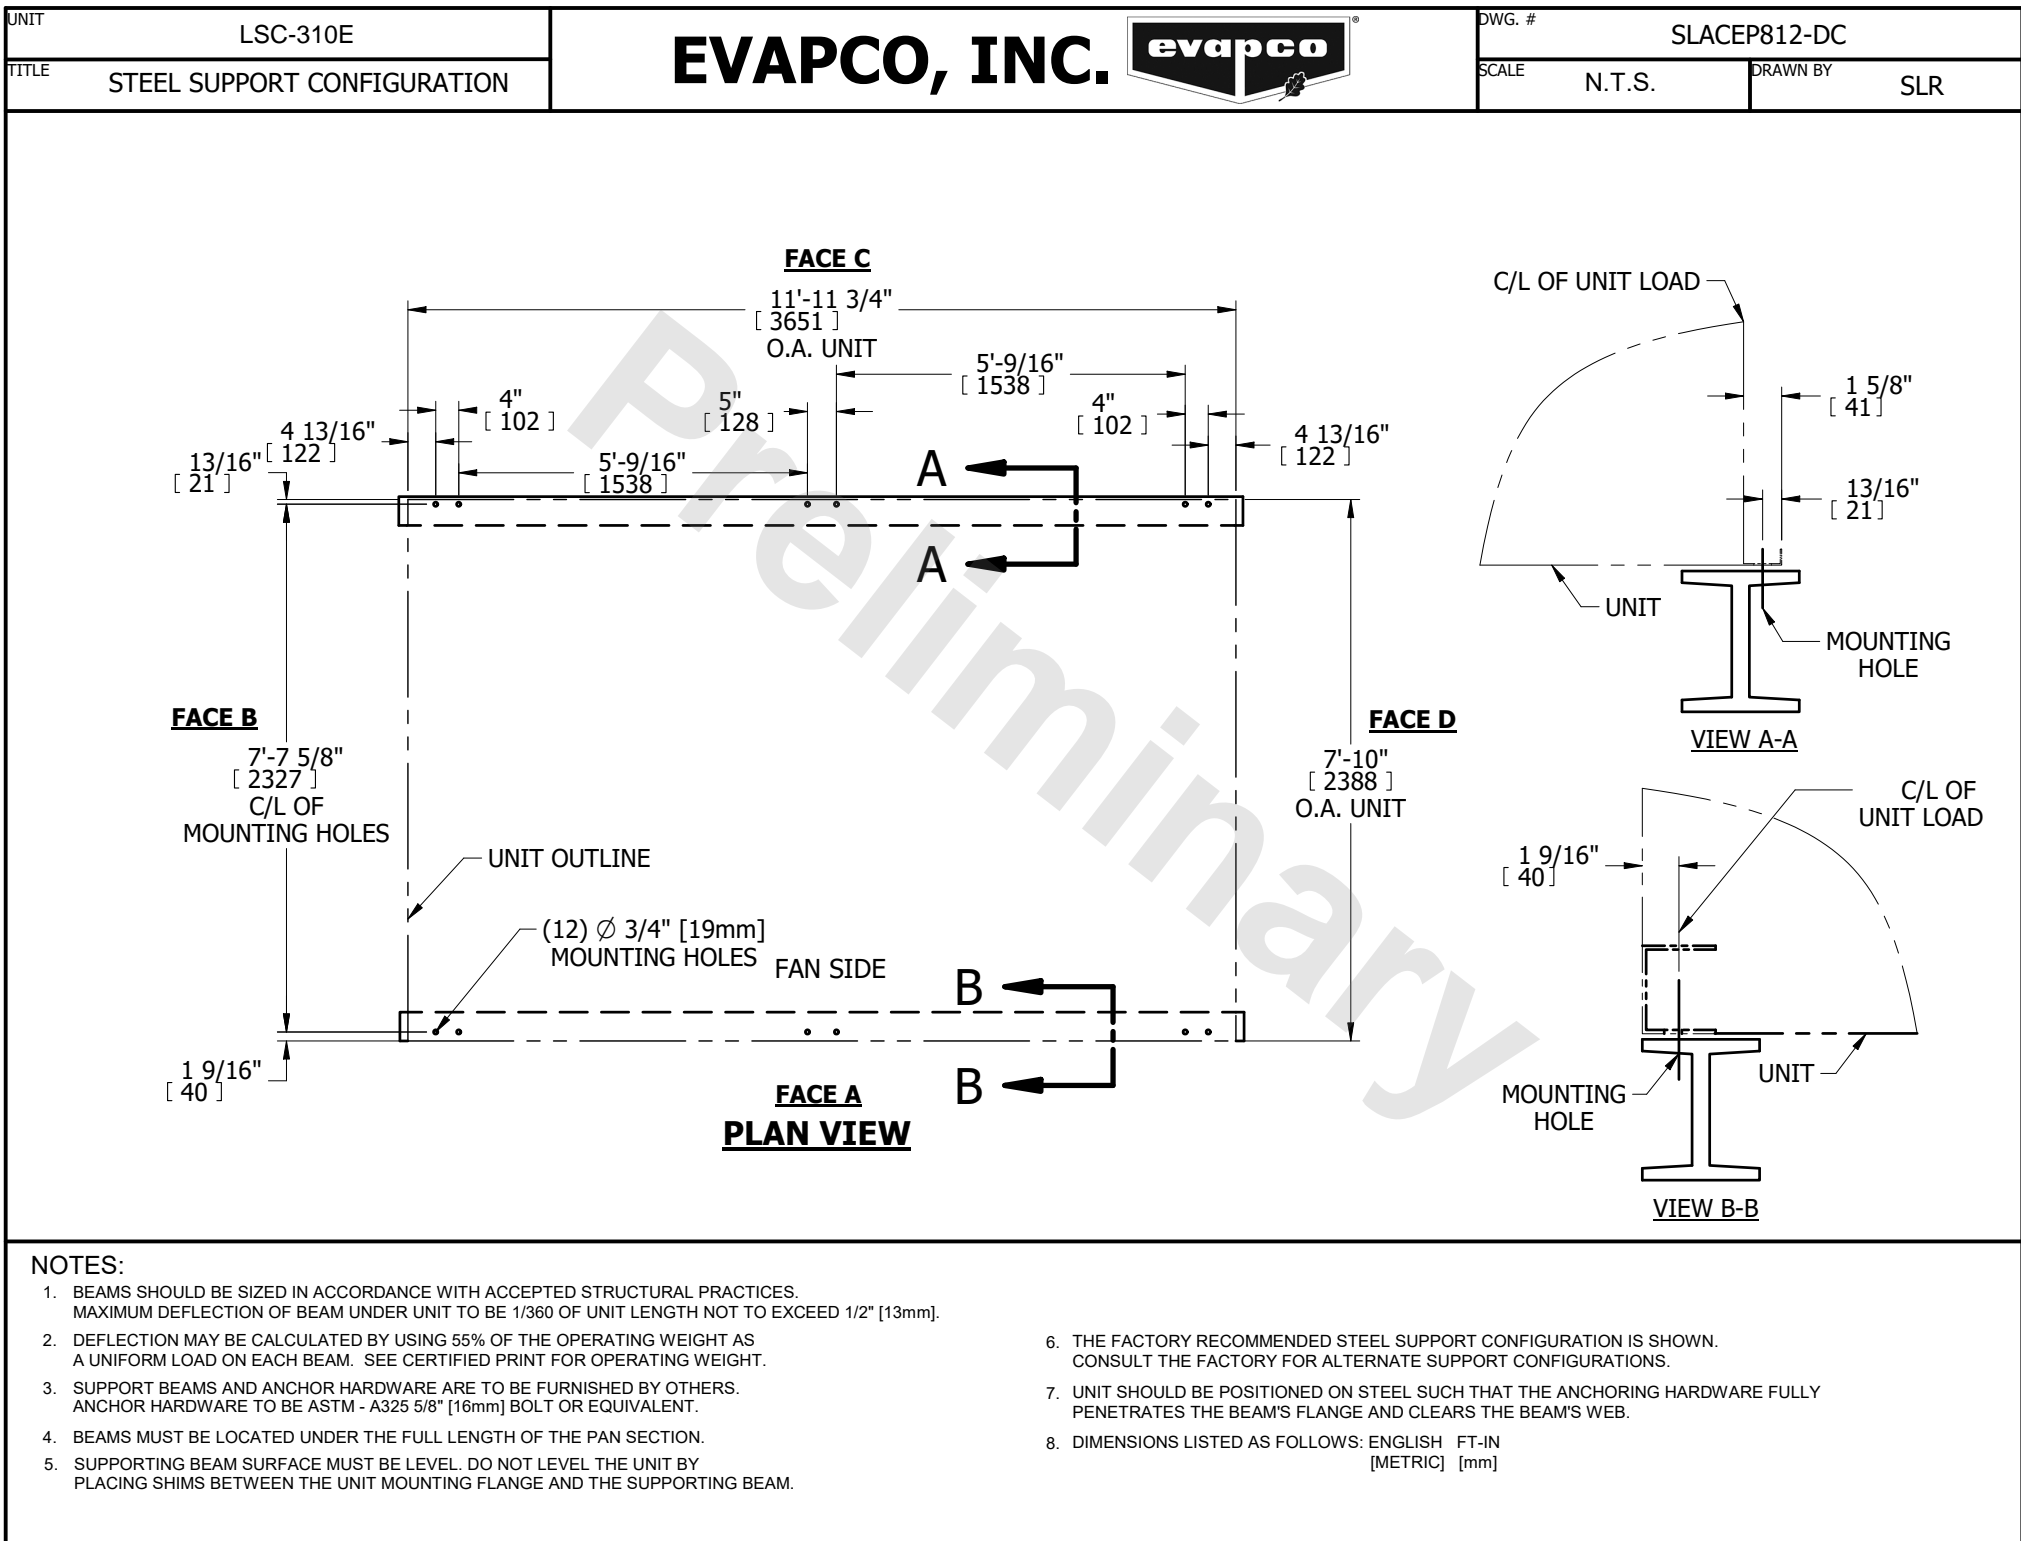 UNIT
LSC-310E
TITLE
STEEL SUPPORT CONFIGURATION
EVAPCO, INC.
evapco
®
DWG. #
SLACEP812-DC
SCALE
N.T.S.
DRAWN BY
SLR
FACE C
11'-11 3/4"
[ 3651 ]
O.A. UNIT
5'-9/16"
[ 1538 ]
4"
[ 102 ]
5"
[ 128 ]
4"
[ 102 ]
4 13/16"
[ 122 ]
4 13/16"
[ 122 ]
13/16"
[ 21 ]
5'-9/16"
[ 1538 ]
A
A
FACE B
7'-7 5/8"
[ 2327 ]
C/L OF
MOUNTING HOLES
FACE D
7'-10"
[ 2388 ]
O.A. UNIT
UNIT OUTLINE
(12) Ø 3/4" [19mm]
MOUNTING HOLES
FAN SIDE
B
B
1 9/16"
[ 40 ]
FACE A
PLAN VIEW
C/L OF UNIT LOAD
1 5/8"
[ 41]
13/16"
[ 21]
UNIT
MOUNTING
HOLE
VIEW A-A
C/L OF
UNIT LOAD
1 9/16"
[ 40]
MOUNTING
HOLE
UNIT
VIEW B-B
Preliminary
NOTES:
1. BEAMS SHOULD BE SIZED IN ACCORDANCE WITH ACCEPTED STRUCTURAL PRACTICES.
MAXIMUM DEFLECTION OF BEAM UNDER UNIT TO BE 1/360 OF UNIT LENGTH NOT TO EXCEED 1/2" [13mm].
2. DEFLECTION MAY BE CALCULATED BY USING 55% OF THE OPERATING WEIGHT AS
A UNIFORM LOAD ON EACH BEAM. SEE CERTIFIED PRINT FOR OPERATING WEIGHT.
3. SUPPORT BEAMS AND ANCHOR HARDWARE ARE TO BE FURNISHED BY OTHERS.
ANCHOR HARDWARE TO BE ASTM - A325 5/8" [16mm] BOLT OR EQUIVALENT.
4. BEAMS MUST BE LOCATED UNDER THE FULL LENGTH OF THE PAN SECTION.
5. SUPPORTING BEAM SURFACE MUST BE LEVEL. DO NOT LEVEL THE UNIT BY
PLACING SHIMS BETWEEN THE UNIT MOUNTING FLANGE AND THE SUPPORTING BEAM.
6. THE FACTORY RECOMMENDED STEEL SUPPORT CONFIGURATION IS SHOWN.
CONSULT THE FACTORY FOR ALTERNATE SUPPORT CONFIGURATIONS.
7. UNIT SHOULD BE POSITIONED ON STEEL SUCH THAT THE ANCHORING HARDWARE FULLY
PENETRATES THE BEAM'S FLANGE AND CLEARS THE BEAM'S WEB.
8. DIMENSIONS LISTED AS FOLLOWS: ENGLISH FT-IN
[METRIC] [mm]